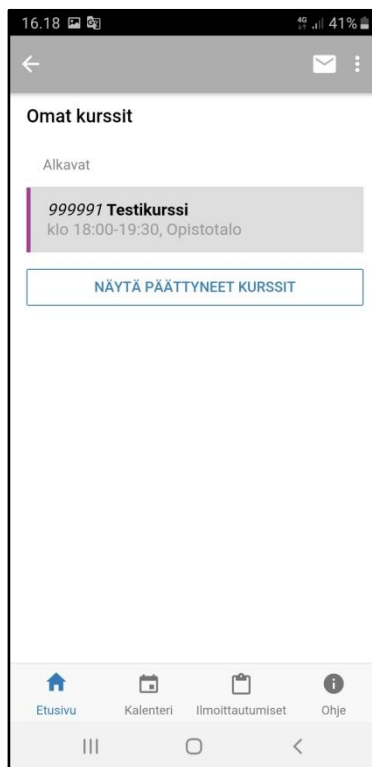 16.18 4G 41%
Omat kurssit
Alkavat
999991 Testikurssi
klo 18:00-19:30, Opistotalo
NÄYTÄ PÄÄTTYNEET KURSSIT
Etusivu Kalenteri Ilmoittautumiset Ohje